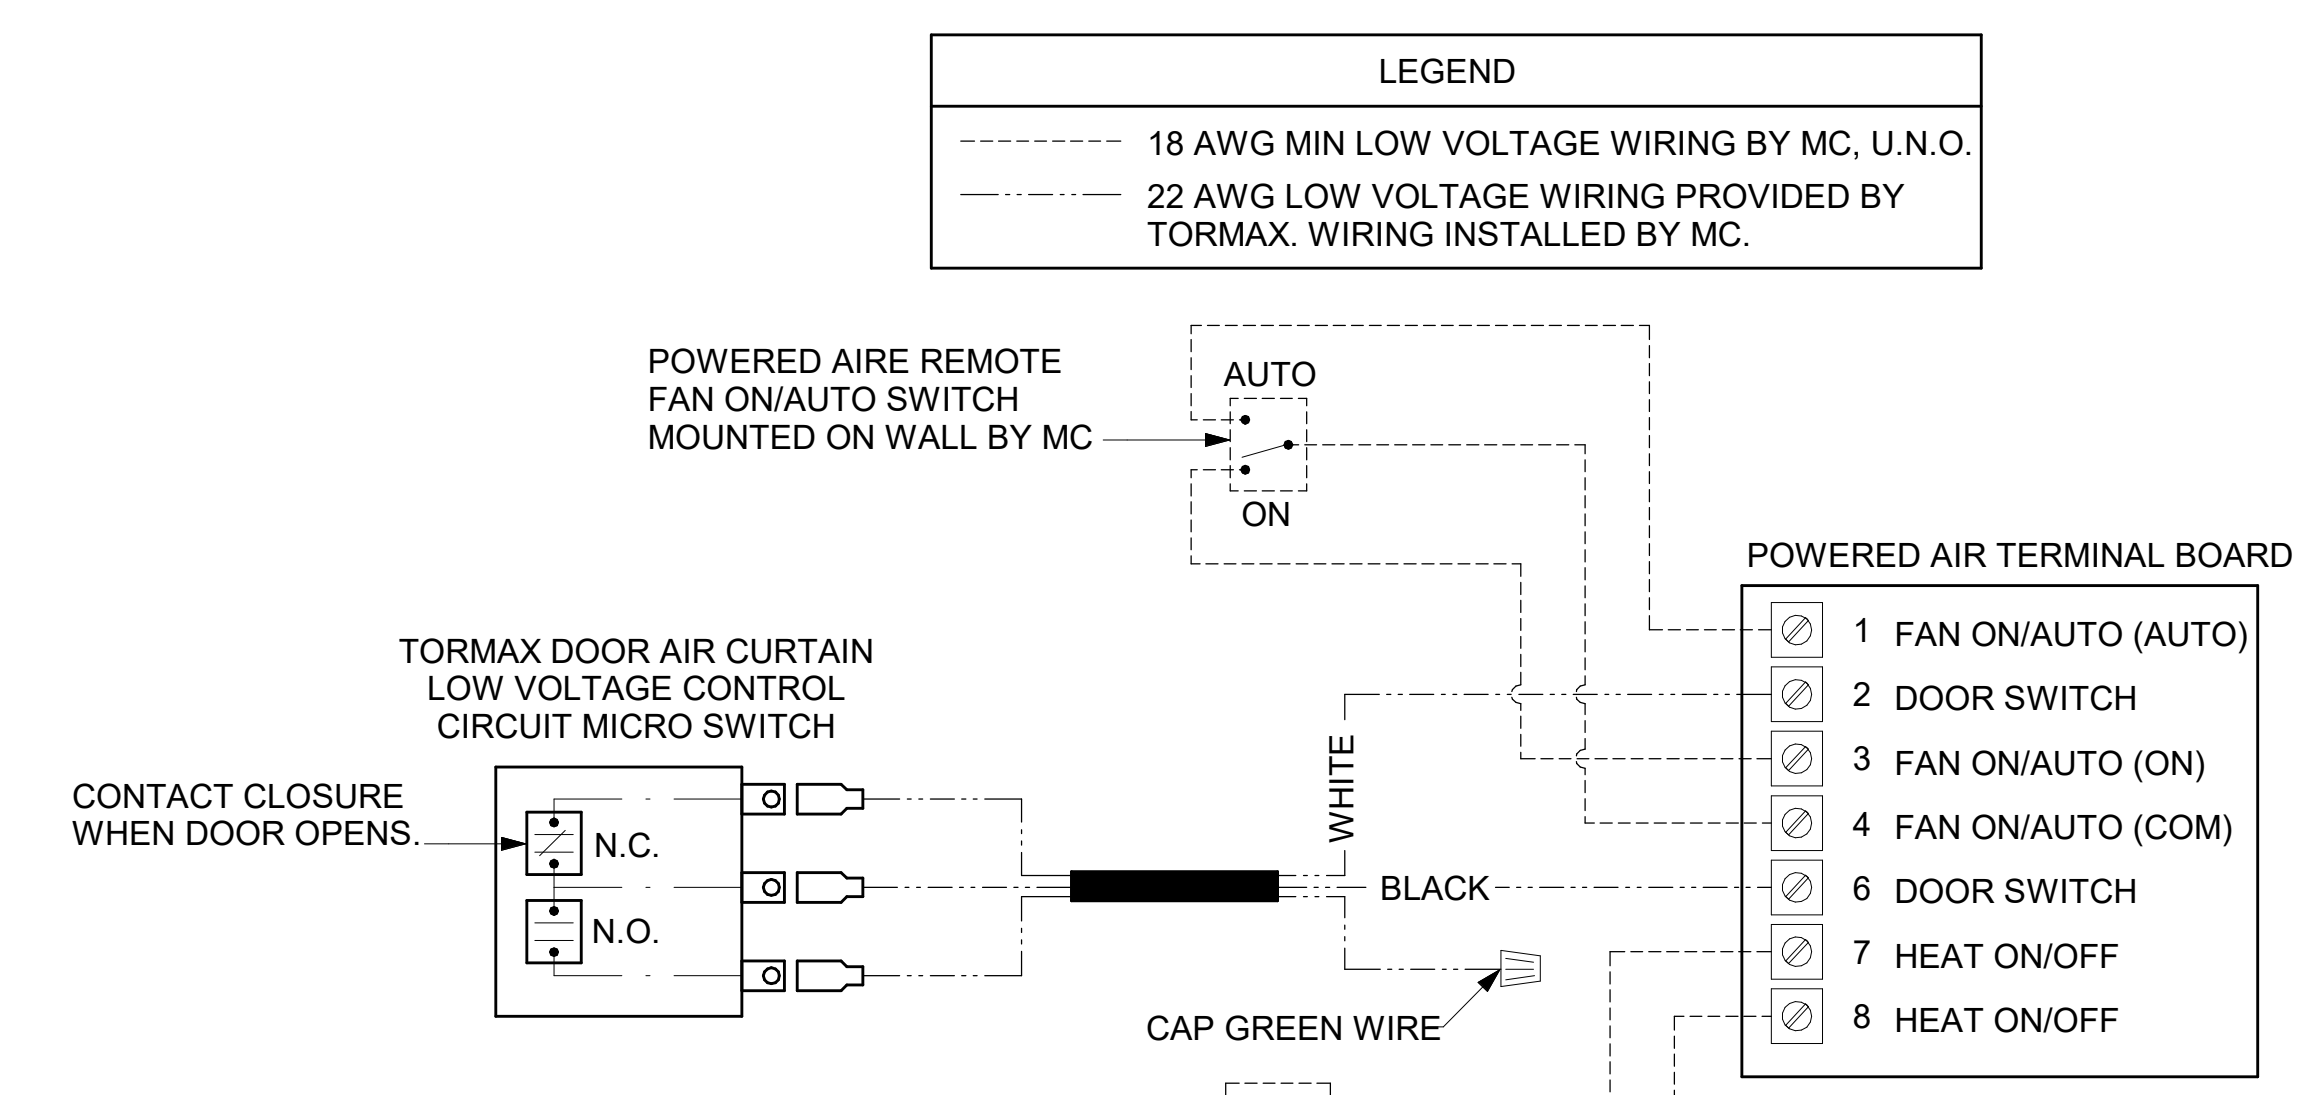 LEGEND
18 AWG MIN LOW VOLTAGE WIRING BY MC, U.N.O.
22 AWG LOW VOLTAGE WIRING PROVIDED BY
TORMAX. WIRING INSTALLED BY MC.
POWERED AIRE REMOTE
FAN ON/AUTO SWITCH
MOUNTED ON WALL BY MC
AUTO
ON
POWERED AIR TERMINAL BOARD
1 FAN ON/AUTO (AUTO)
2 DOOR SWITCH
3 FAN ON/AUTO (ON)
4 FAN ON/AUTO (COM)
6 DOOR SWITCH
7 HEAT ON/OFF
8 HEAT ON/OFF
TORMAX DOOR AIR CURTAIN
LOW VOLTAGE CONTROL
CIRCUIT MICRO SWITCH
CONTACT CLOSURE
WHEN DOOR OPENS.
N.C.
N.O.
WHITE
BLACK
CAP GREEN WIRE